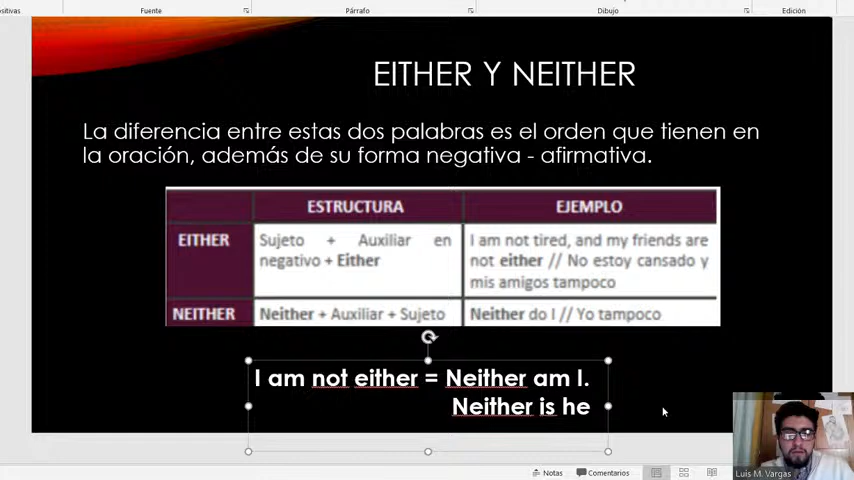 ositivas
Fuente
Párrafo
Dibujo
Edición
EITHER Y NEITHER
La diferencia entre estas dos palabras es el orden que tienen en
la oración, además de su forma negativa - afirmativa.
ESTRUCTURA
EJEMPLO
EITHER
Sujeto + Auxiliar en
negativo + Either
I am not tired, and my friends are
not either // No estoy cansado y
mis amigos tampoco
NEITHER
Neither + Auxiliar + Sujeto
Neither do I // Yo tampoco
I am not either = Neither am I.
Neither is he
Notas
Comentarios
Luis M. Vargas